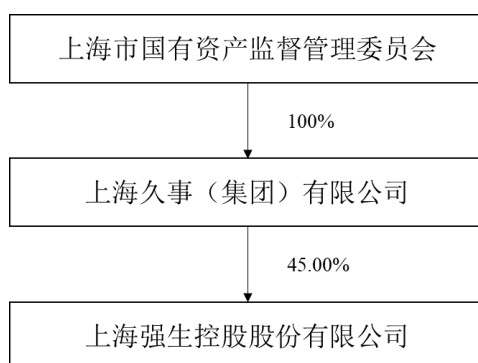 上海市国有资产监督管理委员会
100%
上海久事（集团）有限公司
45.00%
上海强生控股股份有限公司